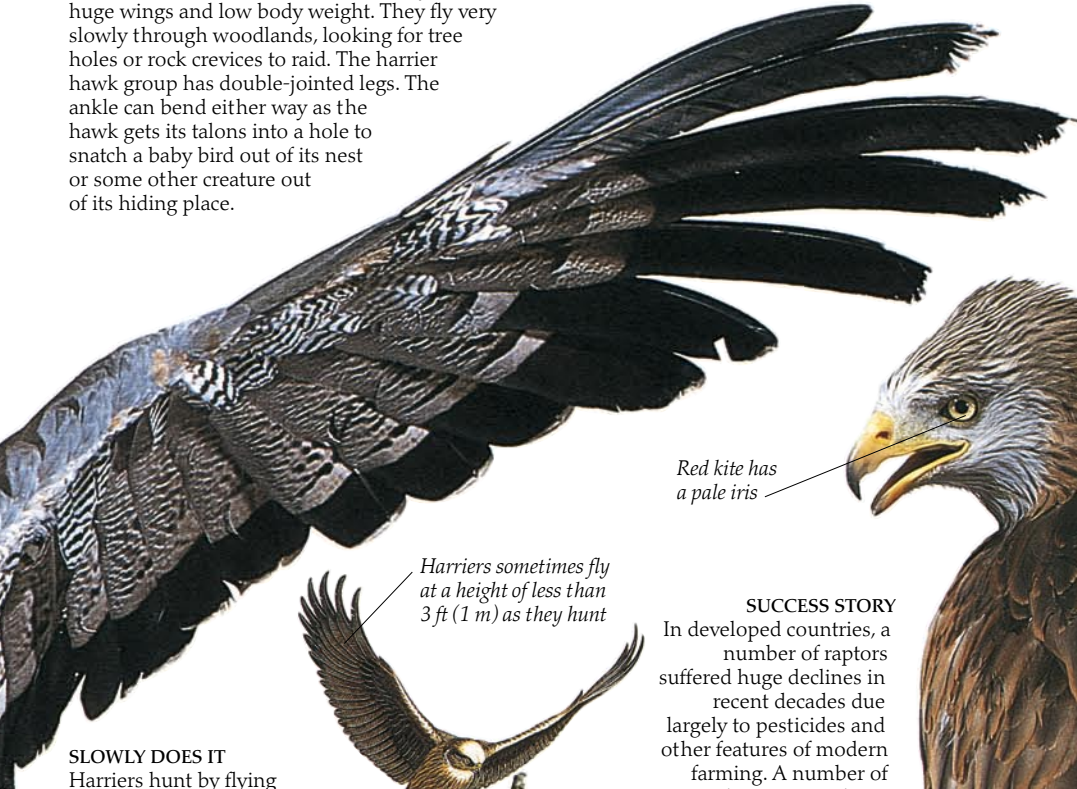 huge wings and low body weight. They fly very
slowly through woodlands, looking for tree
holes or rock crevices to raid. The harrier
hawk group has double-jointed legs. The
ankle can bend either way as the
hawk gets its talons into a hole to
snatch a baby bird out of its nest
or some other creature out
of its hiding place.
Red kite has
a pale iris
Harriers sometimes fly
at a height of less than
3 ft (1 m) as they hunt
SUCCESS STORY
In developed countries, a
number of raptors
suffered huge declines in
recent decades due
largely to pesticides and
other features of modern
farming. A number of
SLOWLY DOES IT
Harriers hunt by flying